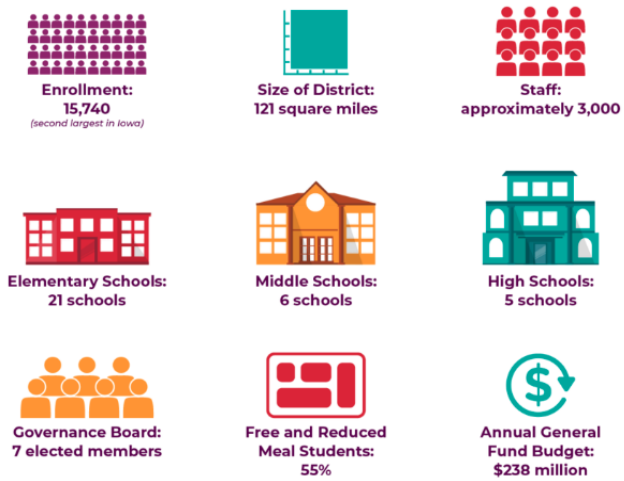 Enrollment:
15,740
(second largest in Iowa)
Size of District:
121 square miles
Staff:
approximately 3,000
Elementary Schools:
21 schools
Middle Schools:
6 schools
High Schools:
5 schools
Governance Board:
7 elected members
Free and Reduced
Meal Students:
55%
$
Annual General
Fund Budget:
$238 million